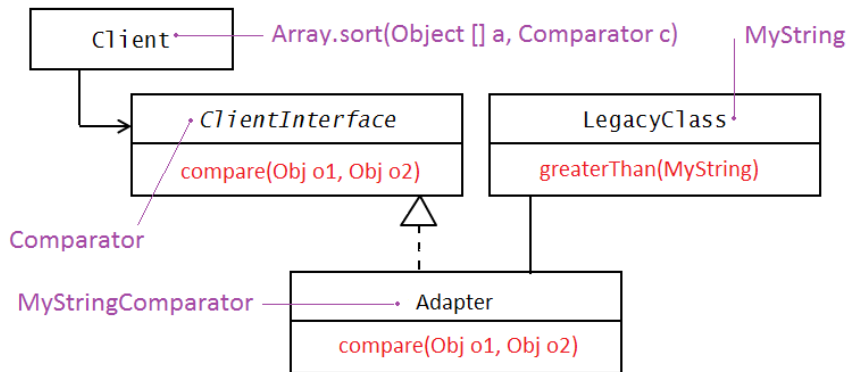 Client
Array.sort(Object [] a, Comparator c)
MyString
ClientInterface
LegacyClass
compare(Obj o1, Obj o2)
greaterThan(MyString)
Comparator
MyStringComparator
Adapter
compare(Obj o1, Obj o2)